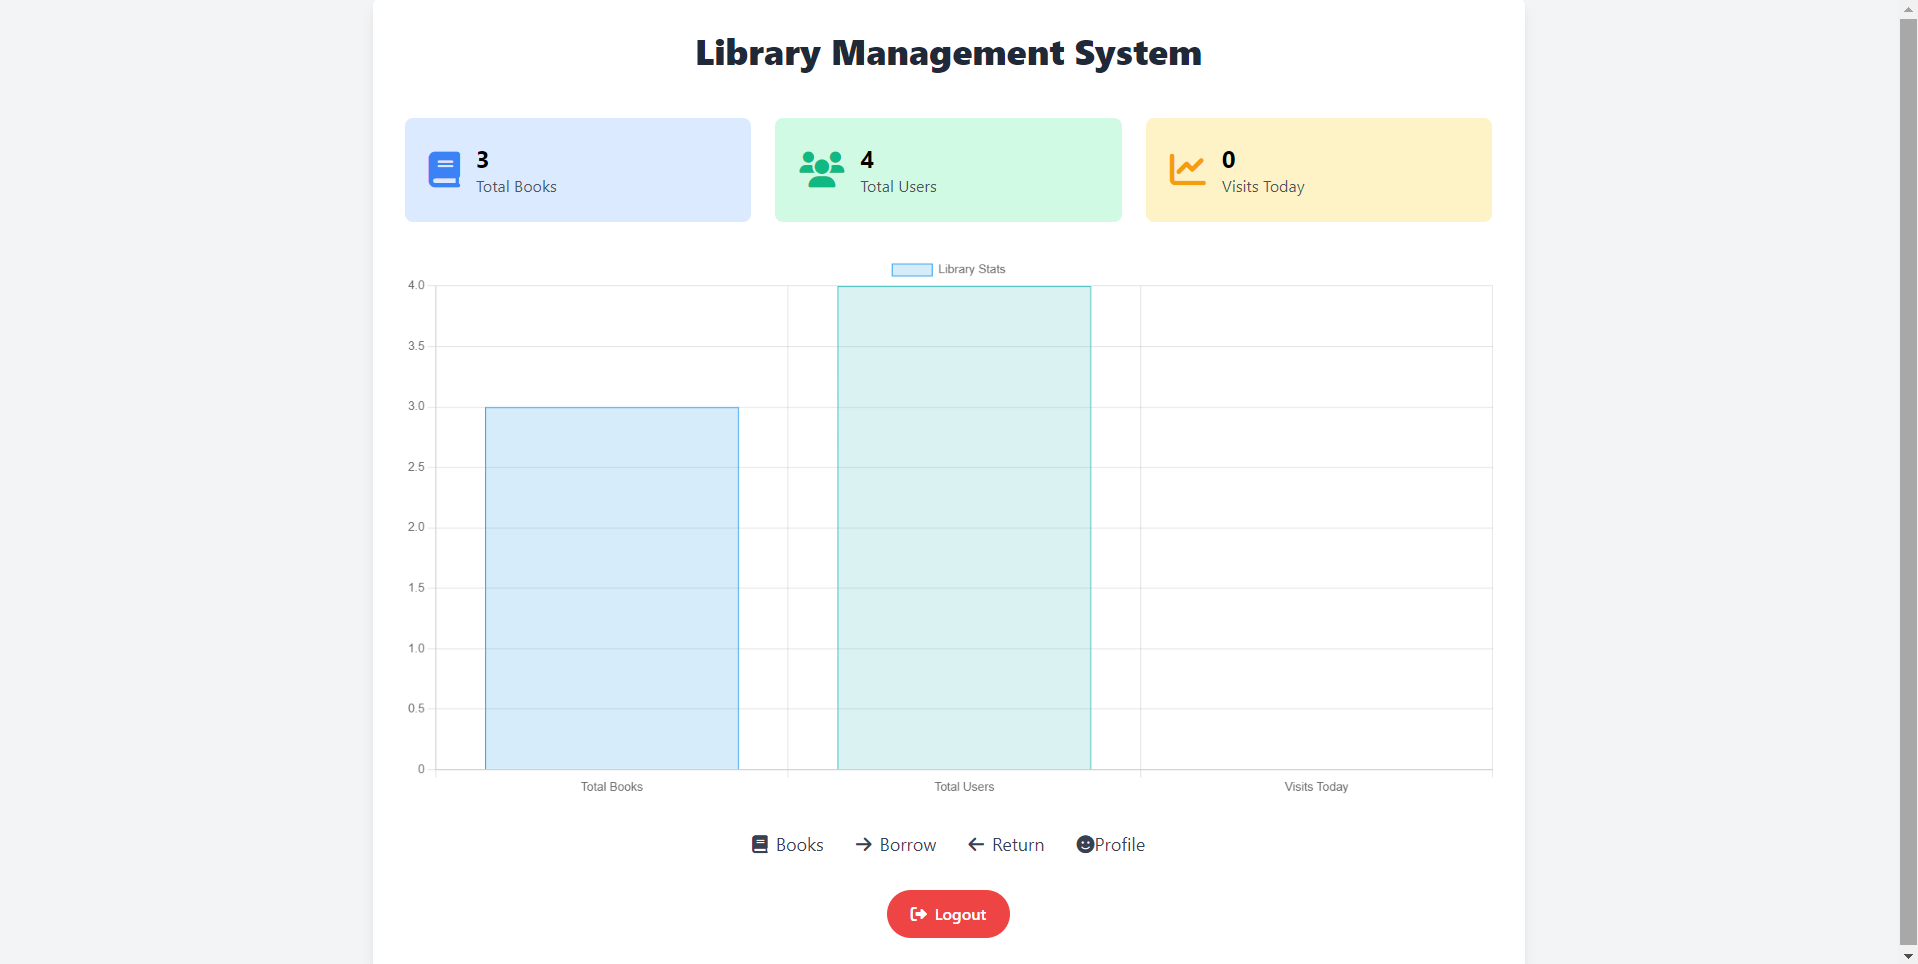 Library Management System
3
Total Books
4
Total Users
0
Visits Today
Library Stats
4.0
3.5
3.0
2.5
2.0
1.5
1.0
0.5
0
Total Books Total Users Visits Today
Books Borrow Return Profile
Logout